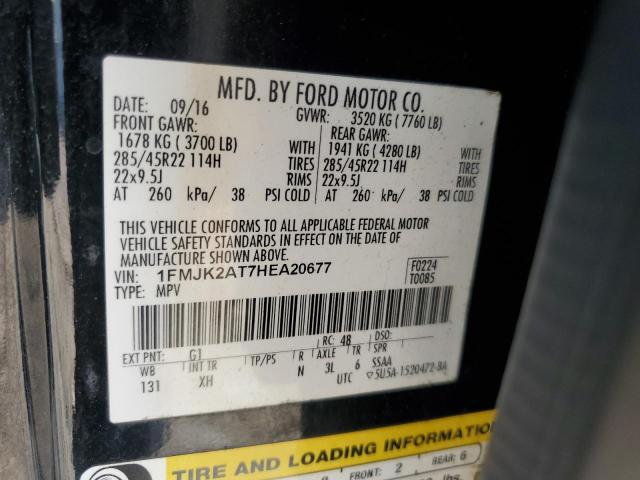 MFD. BY FORD MOTOR CO.
DATE: 09/16 GVWR: 3520 KG ( 7760 LB)
FRONT GAWR: REAR GAWR:
1678 KG ( 3700 LB) WITH 1941 KG ( 4280 LB) WITH
285/45R22 114H TIRES 285/45R22 114H TIRES
22x9.5J RIMS 22x9.5J RIMS
AT 260 kPa/ 38 PSI COLD AT 260 kPa/ 38 PSI COLD
THIS VEHICLE CONFORMS TO ALL APPLICABLE FEDERAL MOTOR
VEHICLE SAFETY STANDARDS IN EFFECT ON THE DATE OF
MANUFACTURE SHOWN ABOVE.
VIN: 1FMJK2AT7HEA20677 F0224
TYPE: MPV T0085
EXT PNT: G1 RC: 48 DSO:
WB INT TR TP/PS R AXLE TR SPR
131 XH N 3L 6 SSAA
UTC 5U5A-1520472-BA
TIRE AND LOADING INFORMATION
FRONT: 2 REAR: 6